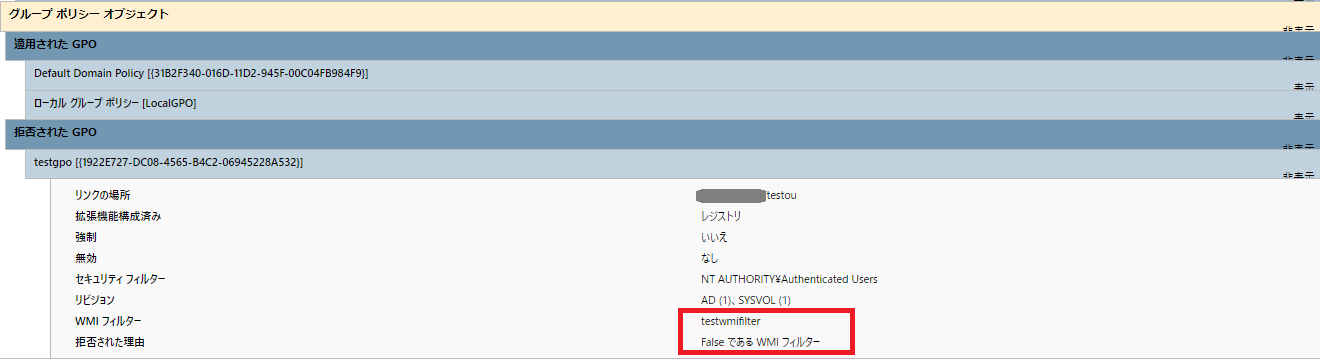 グループ ポリシー オブジェクト
非表示
適用された GPO
非表示
Default Domain Policy [{31B2F340-016D-11D2-945F-00C04FB984F9}]
表示
ローカル グループ ポリシー [LocalGPO]
表示
拒否された GPO
非表示
testgpo [{1922E727-DC08-4565-B4C2-06945228A532}]
非表示
リンクの場所 /testou
拡張機能構成済み レジストリ
強制 いいえ
無効 なし
セキュリティ フィルター NT AUTHORITY¥Authenticated Users
リビジョン AD (1)、SYSVOL (1)
WMI フィルター testwmifilter
拒否された理由 False である WMI フィルター